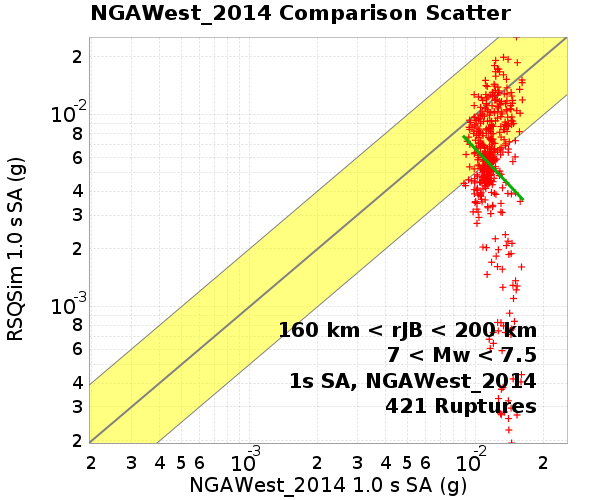 NGAWest_2014 Comparison Scatter
RSQSim 1.0 s SA (g)
2
10-2
8
6
4
3
2
10-3
8
6
4
3
2
160 km < rJB < 200 km
7 < Mw < 7.5
1s SA, NGAWest_2014
421 Ruptures
2 3 4 5 6 10-3 2 3 4 5 6 10-2 2
NGAWest_2014 1.0 s SA (g)